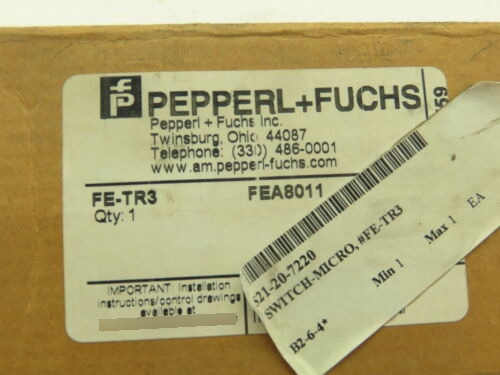 PEPPERL+FUCHS
Pepperl + Fuchs Inc.
Twinsburg, Ohio 44087
Telephone: (330) 486-0001
www.am.pepperl-fuchs.com
59
FE-TR3
FEA8011
Qty: 1
IMPORTANT: Installation
instructions/control drawings
available at
521-20-7220
SWITCH-MICRO, #FE-TR3
B2-6-4*
Min 1
Max 1
EA